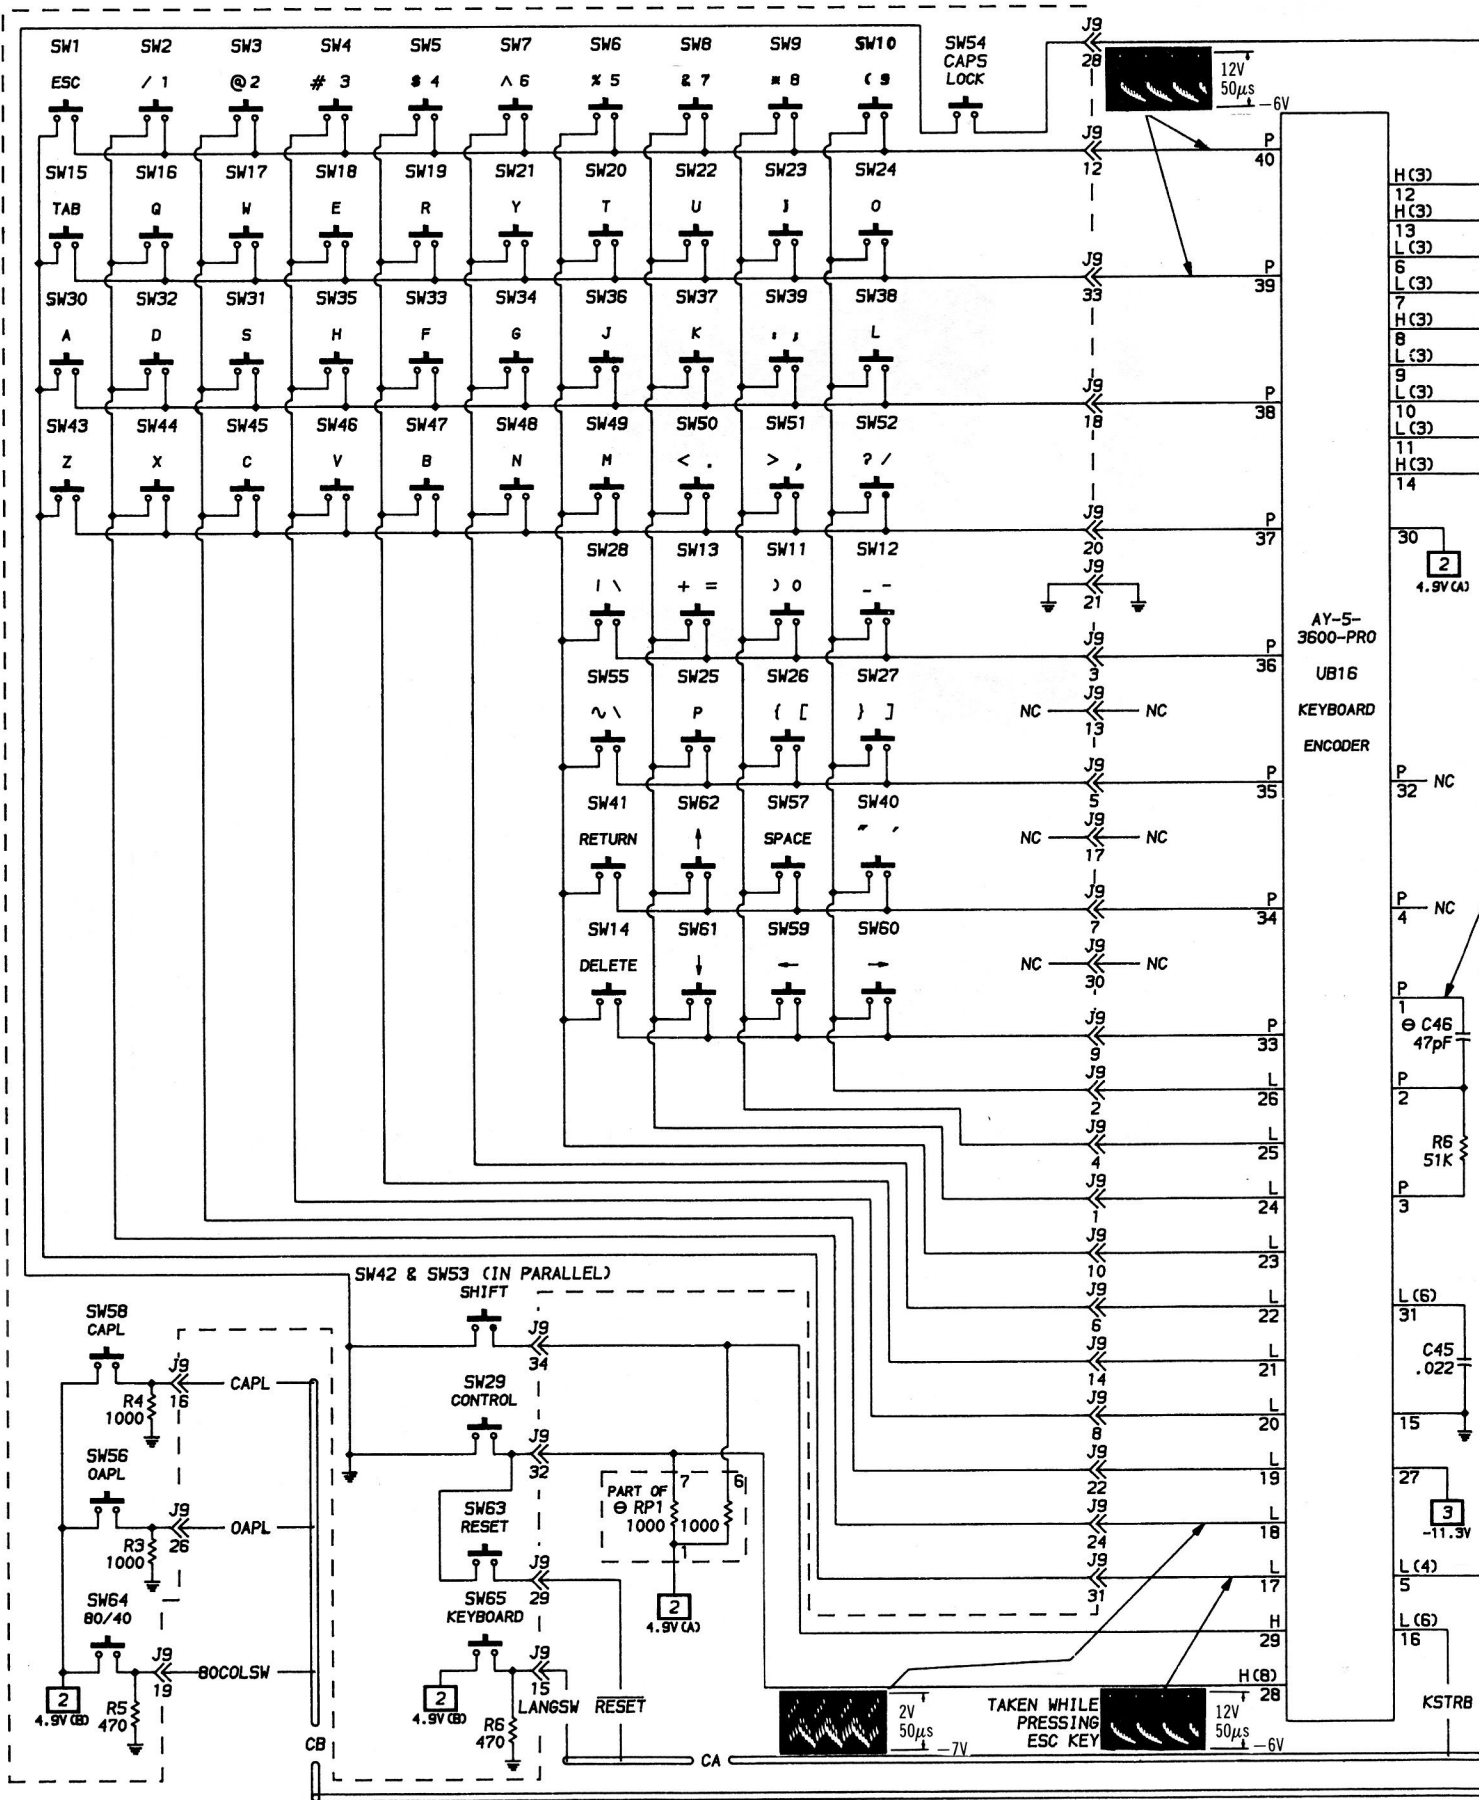 SW1 SW2 SW3 SW4 SW5 SW7 SW6 SW8 SW9 SW10 SW54 J9
ESC / 1 @ 2 # 3 $ 4 ^ 6 % 5 & 7 * 8 ( 9 CAPS LOCK 28
12V
50µs
-6V
J9 P
12 40
SW15 SW16 SW17 SW18 SW19 SW21 SW20 SW22 SW23 SW24
H(3)
12
TAB Q W E R Y T U I O
H(3)
13
L(3)
6
J9 P
33 39
L(3)
7
SW30 SW32 SW31 SW35 SW33 SW34 SW36 SW37 SW39 SW38
H(3)
8
A D S H F G J K : ; L
L(3)
9
L(3)
10
J9 P
18 38
L(3)
11
SW43 SW44 SW45 SW46 SW47 SW48 SW49 SW50 SW51 SW52
H(3)
14
Z X C V B N M < . > , ? /
J9 P
20 37
30
2
4.9V(A)
SW28 SW13 SW11 SW12
J9
21
| \ + = ) 0 _ -
AY-5-
3600-PRO
UB16
KEYBOARD
ENCODER
J9 P
3 36
SW55 SW25 SW26 SW27
~ \ P { [ } ]
NC J9 NC
13
J9 P
5 35
P
32 NC
SW41 SW62 SW57 SW40
RETURN ↑ SPACE " '
NC J9 NC
17
J9 P
7 34
P
4 NC
SW14 SW61 SW59 SW60
DELETE ↓ ← →
NC J9 NC
30
P
1
⊖ C46
47pF
J9 P
9 33
J9 L
2 26
P
2
J9 L
4 25
R6
51K
J9 L
1 24
P
3
J9 L
10 23
J9 L
6 22
L(6)
31
J9 L
14 21
C45
.022
J9 L
8 20
15
J9 L
22 19
27
3
-11.3V
J9 L
24 18
J9 L
31 17
L(4)
5
H
29
L(6)
16
H(8)
28
KSTRB
SW42 & SW53 (IN PARALLEL)
SHIFT
J9
34
SW58
CAPL
J9
16
CAPL
R4
1000
SW29
CONTROL
J9
32
SW56
OAPL
J9
26
OAPL
R3
1000
PART OF
⊖ RP1
1000 1000
7 6
1
2
4.9V(A)
SW63
RESET
J9
29
SW64
80/40
J9
19
80COLSW
R5
470
2
4.9V(B)
SW65
KEYBOARD
J9
15
2
4.9V(B)
R6
470
LANGSW RESET
CB
CA
2V
50µs
-7V
TAKEN WHILE
PRESSING
ESC KEY
12V
50µs
-6V